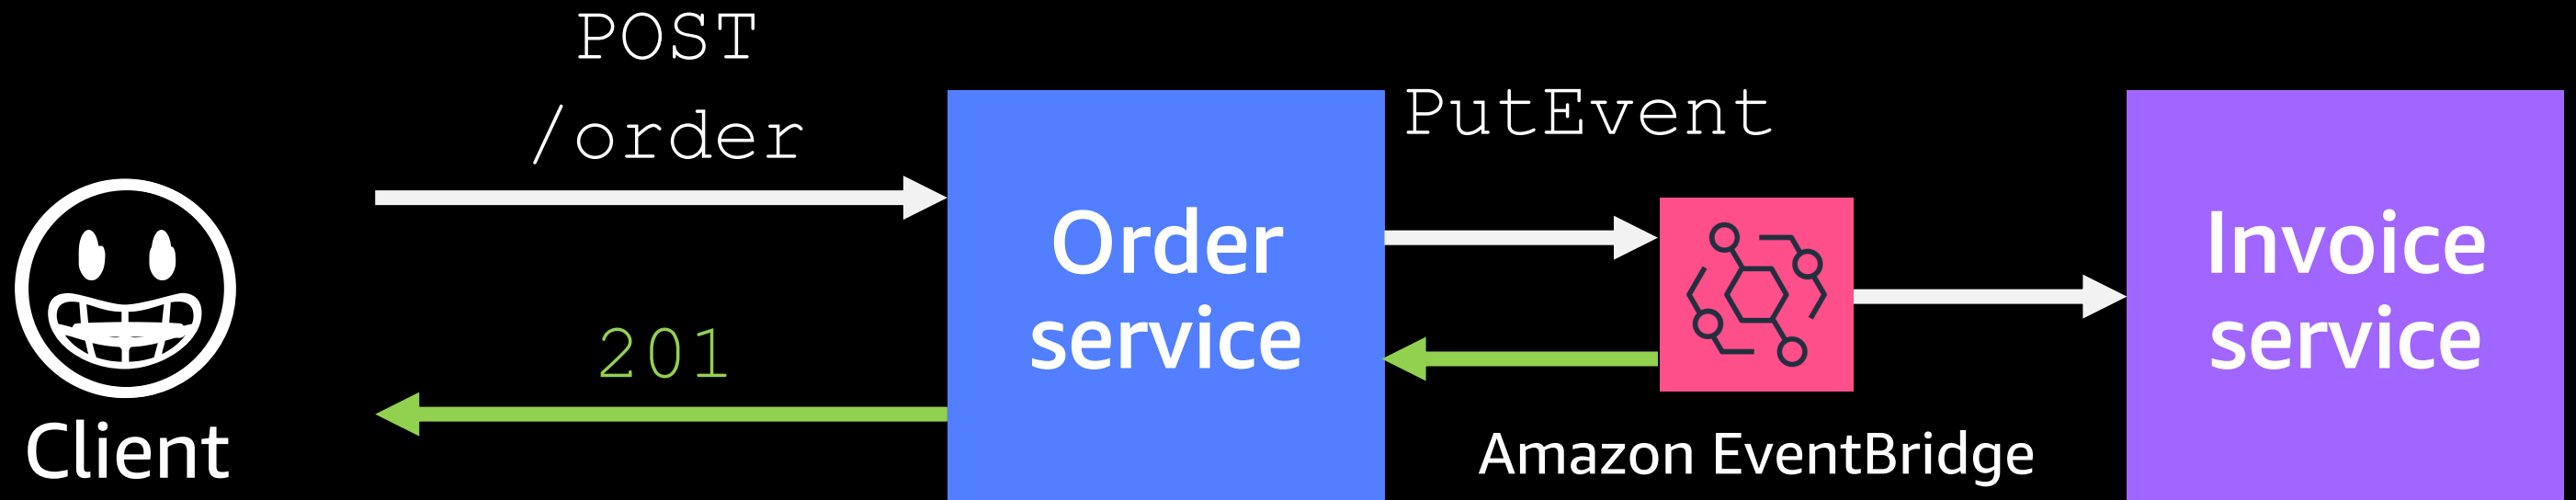 POST
/order
201
Client
Order
service
PutEvent
Amazon EventBridge
Invoice
service